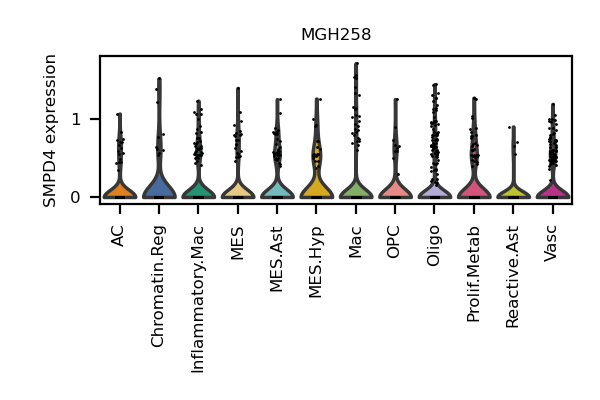 MGH258
SMPD4 expression
1
0
AC
Chromatin.Reg
Inflammatory.Mac
MES
MES.Ast
MES.Hyp
Mac
OPC
Oligo
Prolif.Metab
Reactive.Ast
Vasc